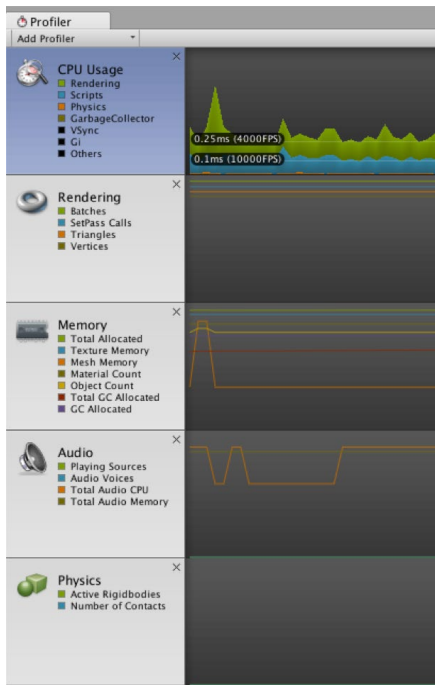 Profiler
Add Profiler
CPU Usage
Rendering
Scripts
Physics
GarbageCollector
VSync
Gi
Others
0.25ms (4000FPS)
0.1ms (10000FPS)
Rendering
Batches
SetPass Calls
Triangles
Vertices
Memory
Total Allocated
Texture Memory
Mesh Memory
Material Count
Object Count
Total GC Allocated
GC Allocated
Audio
Playing Sources
Audio Voices
Total Audio CPU
Total Audio Memory
Physics
Active Rigidbodies
Number of Contacts